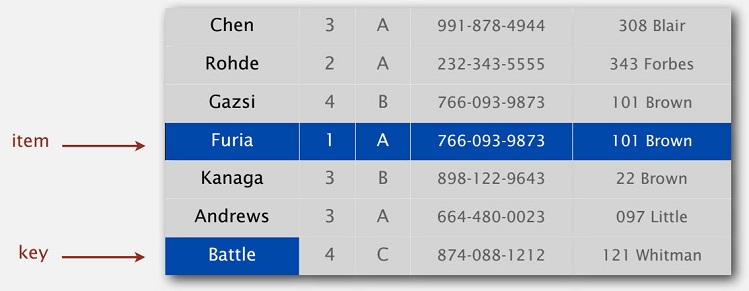 Chen 3 A 991-878-4944 308 Blair
Rohde 2 A 232-343-5555 343 Forbes
Gazsi 4 B 766-093-9873 101 Brown
item Furia 1 A 766-093-9873 101 Brown
Kanaga 3 B 898-122-9643 22 Brown
Andrews 3 A 664-480-0023 097 Little
key Battle 4 C 874-088-1212 121 Whitman